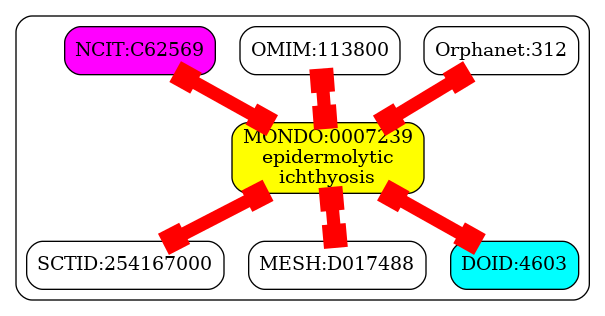 NCIT:C62569
OMIM:113800
Orphanet:312
MONDO:0007239
epidermolytic
ichthyosis
SCTID:254167000
MESH:D017488
DOID:4603